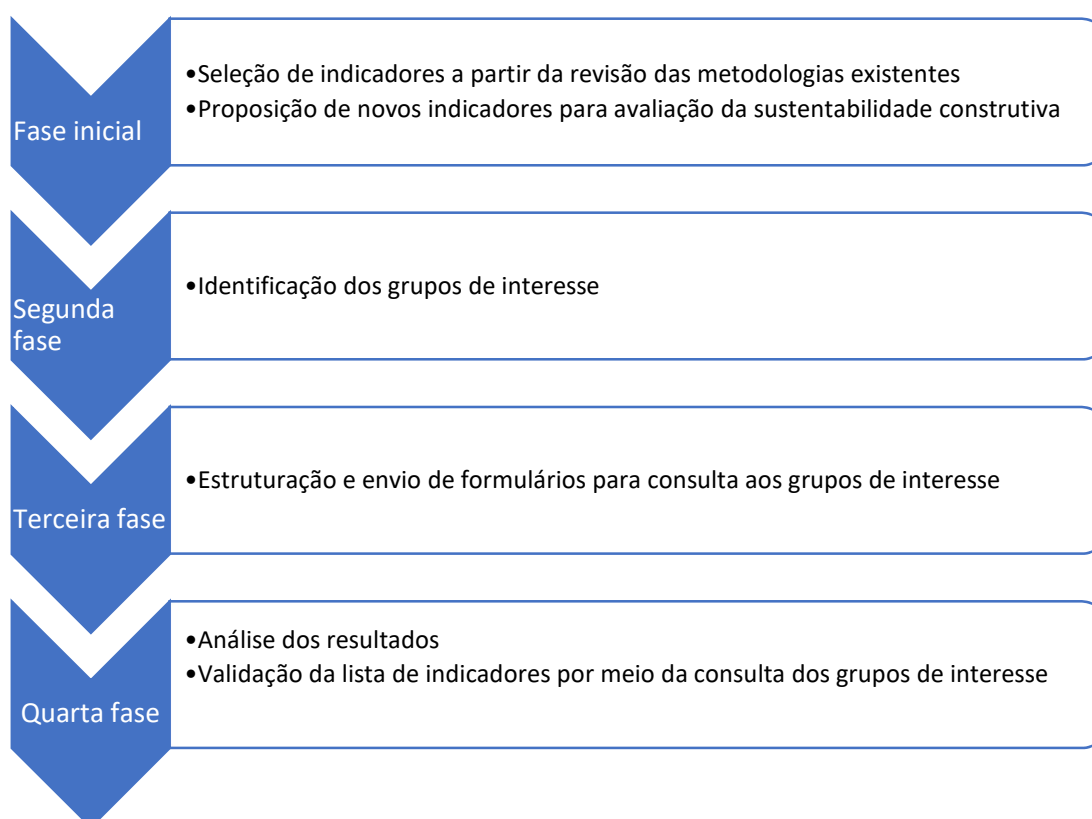 Fase inicial
•Seleção de indicadores a partir da revisão das metodologias existentes
•Proposição de novos indicadores para avaliação da sustentabilidade construtiva
Segunda
fase
•Identificação dos grupos de interesse
Terceira fase
•Estruturação e envio de formulários para consulta aos grupos de interesse
Quarta fase
•Análise dos resultados
•Validação da lista de indicadores por meio da consulta dos grupos de interesse